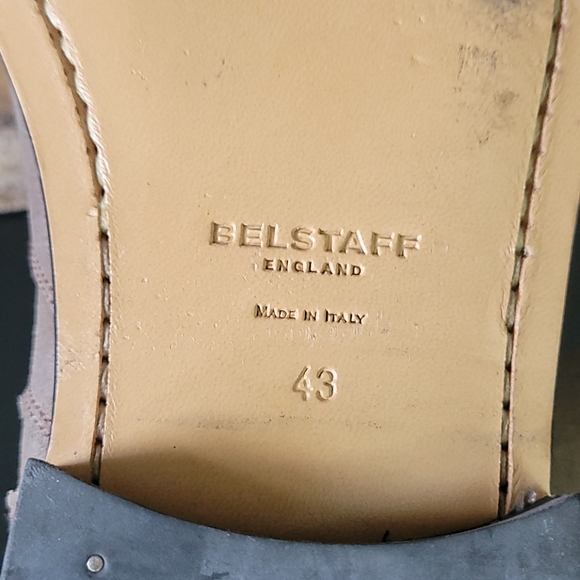 BELSTAFF
ENGLAND
MADE IN ITALY
43